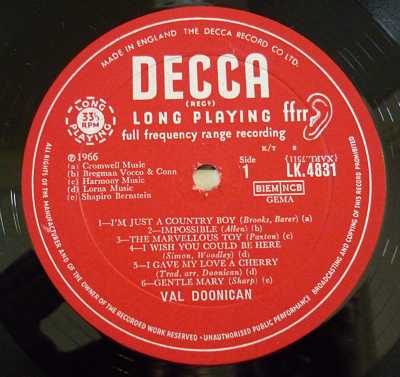 MADE IN ENGLAND THE DECCA RECORD CO LTD.
DECCA
(REGD)
LONG PLAYING
33⅓ RPM
LONG PLAYING ffrr
full frequency range recording
K/T
Ⓟ1966
(a) Cromwell Music
(b) Bregman Vocco & Conn
(c) Harmony Music
(d) Lorna Music
(e) Shapiro Bernstein
Side
1
LK.4831
BIEM NCB
GEMA
1—I'M JUST A COUNTRY BOY (Brooks, Barer) (a)
2—IMPOSSIBLE (Allen) (b)
3—THE MARVELLOUS TOY (Paxton) (c)
4—I WISH YOU COULD BE HERE
(Simon, Woodley) (d)
5—I GAVE MY LOVE A CHERRY
(Trad. arr. Doonican) (d)
6—GENTLE MARY (Sharp) (e)
VAL DOONICAN
ALL RIGHTS OF THE MANUFACTURER AND OF THE OWNER OF THE RECORDED WORK RESERVED · UNAUTHORISED PUBLIC PERFORMANCE BROADCASTING AND COPYING OF THIS RECORD PROHIBITED